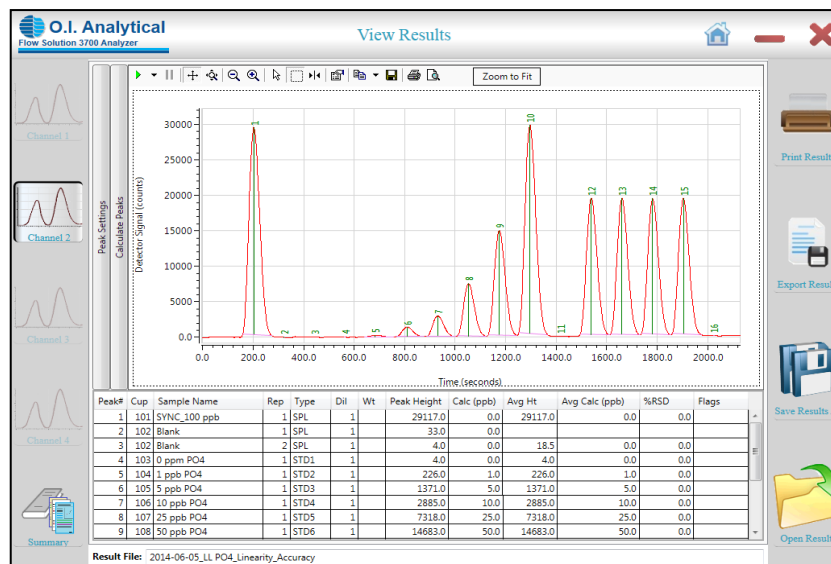 O.I. Analytical
Flow Solution 3700 Analyzer
View Results
Channel 1
Channel 2
Channel 3
Channel 4
Summary
Peak Settings
Calculate Peaks
Zoom to Fit
Detector Signal (counts)
30000
25000
20000
15000
10000
5000
0.0
1 2 3 4 5 6 7 8 9 10 11 12 13 14 15 16
0.0 200.0 400.0 600.0 800.0 1000.0 1200.0 1400.0 1600.0 1800.0 2000.0
Time (seconds)
Print Result
Export Resul
Save Results
Open Result
Peak# Cup Sample Name Rep Type Dil Wt Peak Height Calc (ppb) Avg Ht Avg Calc (ppb) %RSD Flags
1 101 SYNC_100 ppb 1 SPL 1 29117.0 0.0 29117.0 0.0 0.0
2 102 Blank 1 SPL 1 33.0 0.0
3 102 Blank 2 SPL 1 4.0 0.0 18.5 0.0 0.0
4 103 0 ppm PO4 1 STD1 1 4.0 0.0 4.0 0.0 0.0
5 104 1 ppb PO4 1 STD2 1 226.0 1.0 226.0 1.0 0.0
6 105 5 ppb PO4 1 STD3 1 1371.0 5.0 1371.0 5.0 0.0
7 106 10 ppb PO4 1 STD4 1 2885.0 10.0 2885.0 10.0 0.0
8 107 25 ppb PO4 1 STD5 1 7318.0 25.0 7318.0 25.0 0.0
9 108 50 ppb PO4 1 STD6 1 14683.0 50.0 14683.0 50.0 0.0
Result File: 2014-06-05_LL PO4_Linearity_Accuracy